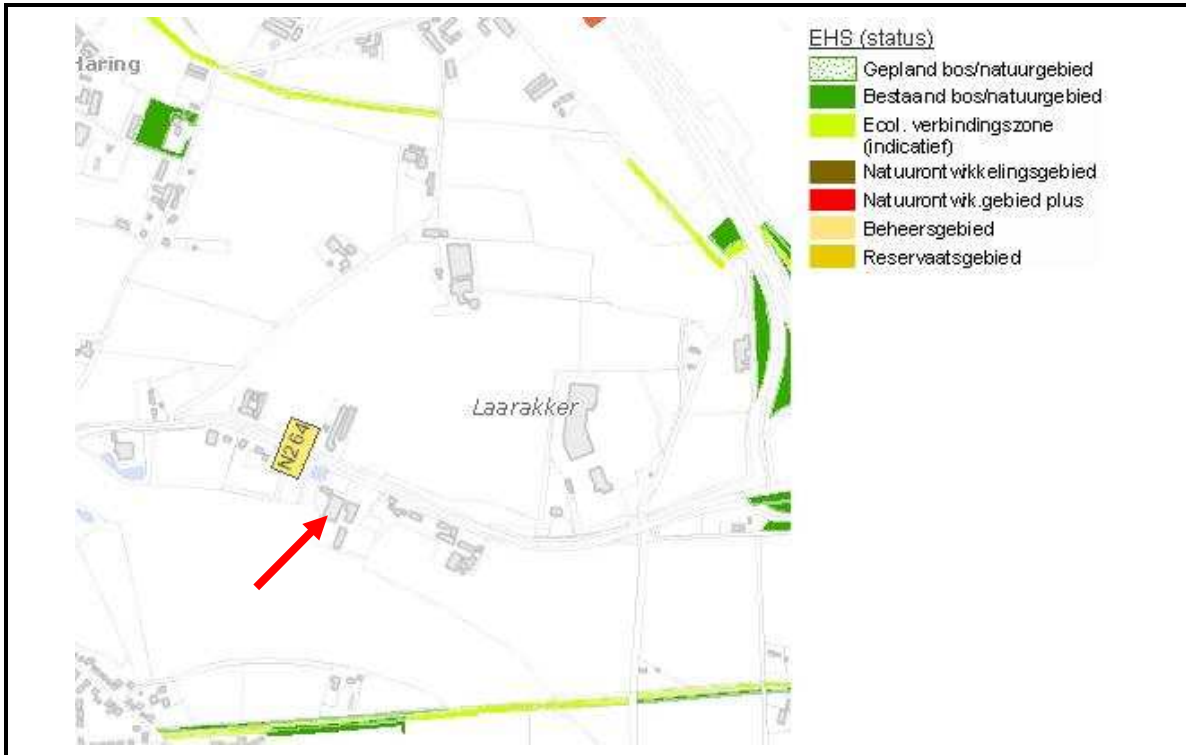 Haring
Laarakker
N264
EHS (status)
Gepland bos/natuurgebied
Bestaand bos/natuurgebied
Ecol. verbindingszone
(indicatief)
Natuurontwikkelingsgebied
Natuurontwik.gebied plus
Beheersgebied
Reservaatsgebied